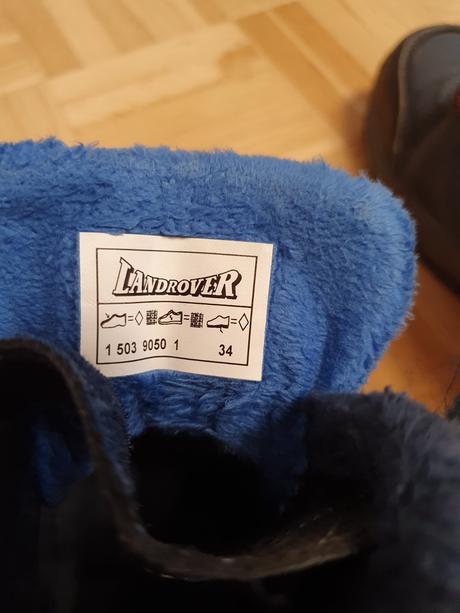 LANDROVER
= =  =
1 503 9050 1 34